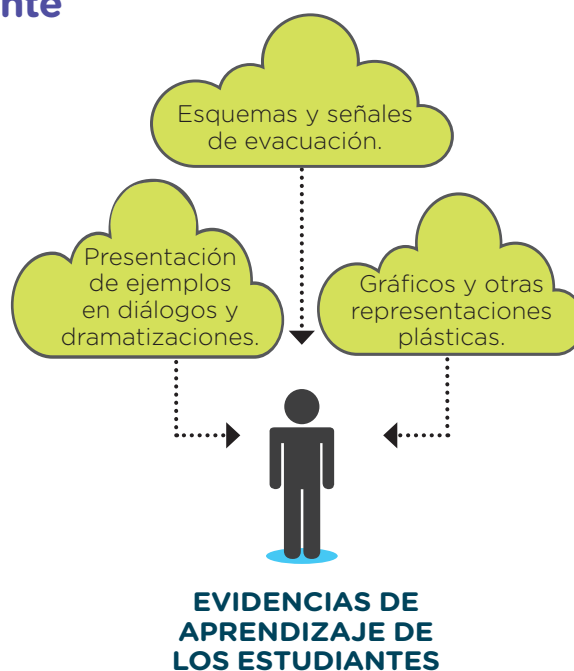 Esquemas y señales
de evacuación.
Presentación
de ejemplos
en diálogos y
dramatizaciones.
Gráficos y otras
representaciones
plásticas.
EVIDENCIAS DE
APRENDIZAJE DE
LOS ESTUDIANTES